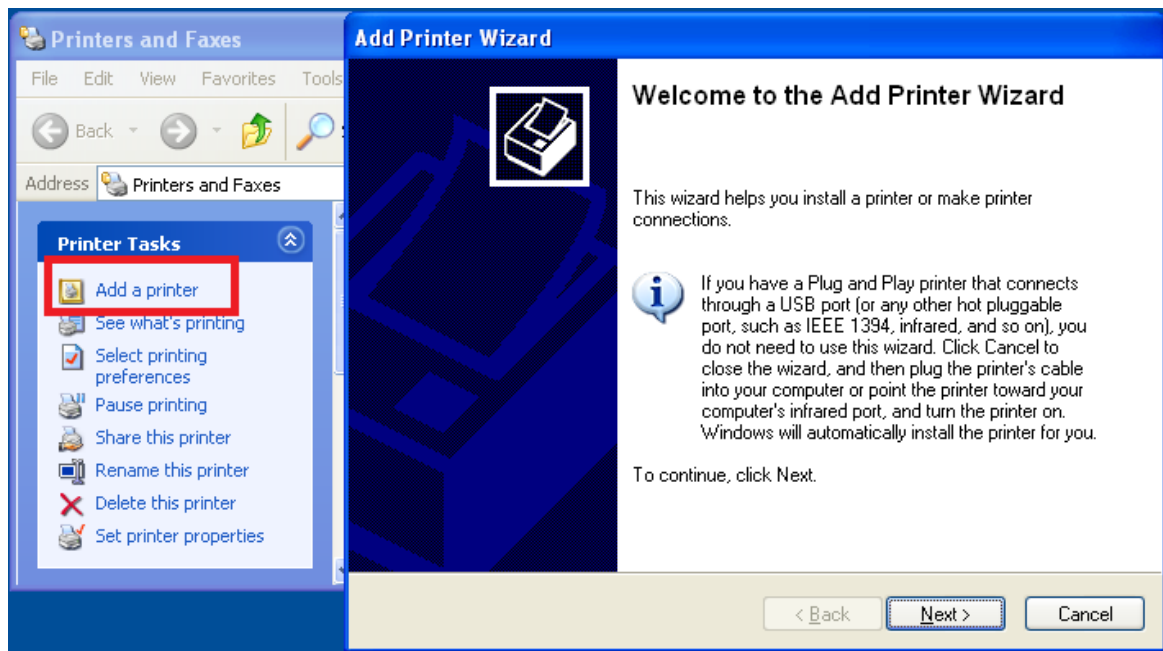 Printers and Faxes
File Edit View Favorites Tools
Back
Address Printers and Faxes
Printer Tasks
Add a printer
See what's printing
Select printing
preferences
Pause printing
Share this printer
Rename this printer
Delete this printer
Set printer properties
Add Printer Wizard
Welcome to the Add Printer Wizard
This wizard helps you install a printer or make printer
connections.
If you have a Plug and Play printer that connects
through a USB port (or any other hot pluggable
port, such as IEEE 1394, infrared, and so on), you
do not need to use this wizard. Click Cancel to
close the wizard, and then plug the printer's cable
into your computer or point the printer toward your
computer's infrared port, and turn the printer on.
Windows will automatically install the printer for you.
To continue, click Next.
< Back Next > Cancel